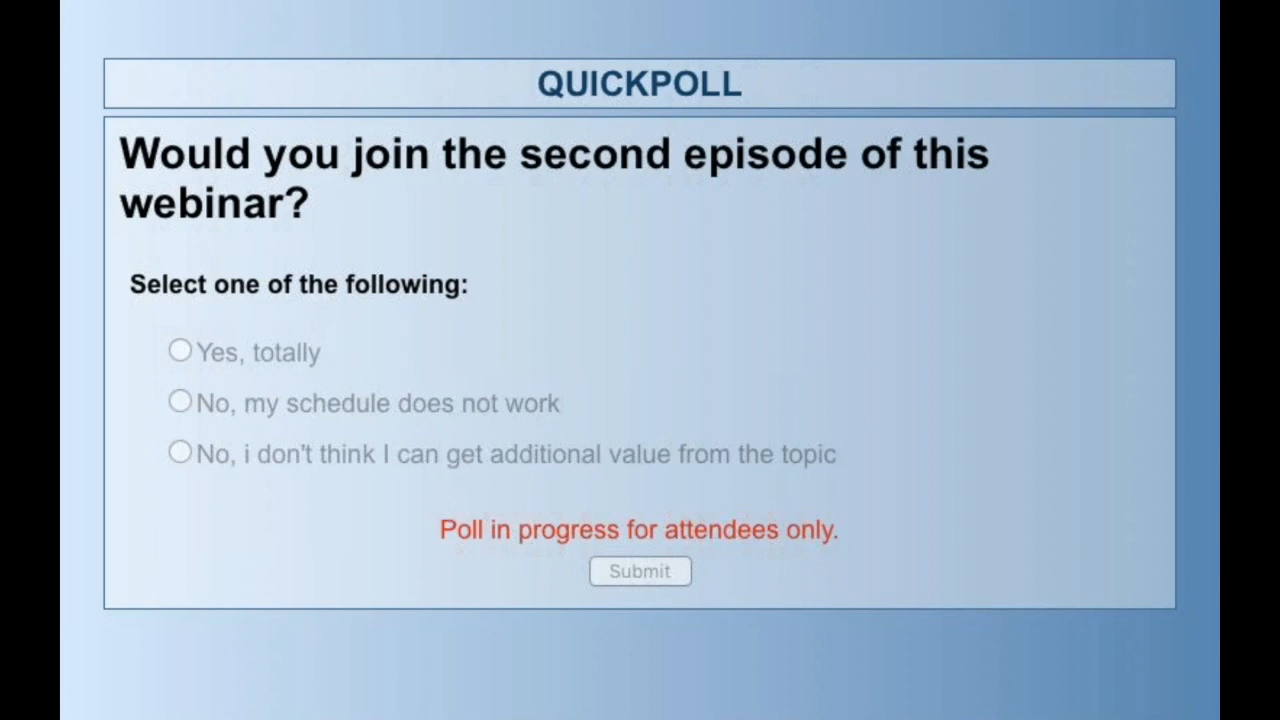 QUICKPOLL
Would you join the second episode of this
webinar?
Select one of the following:
Yes, totally
No, my schedule does not work
No, i don't think I can get additional value from the topic
Poll in progress for attendees only.
Submit